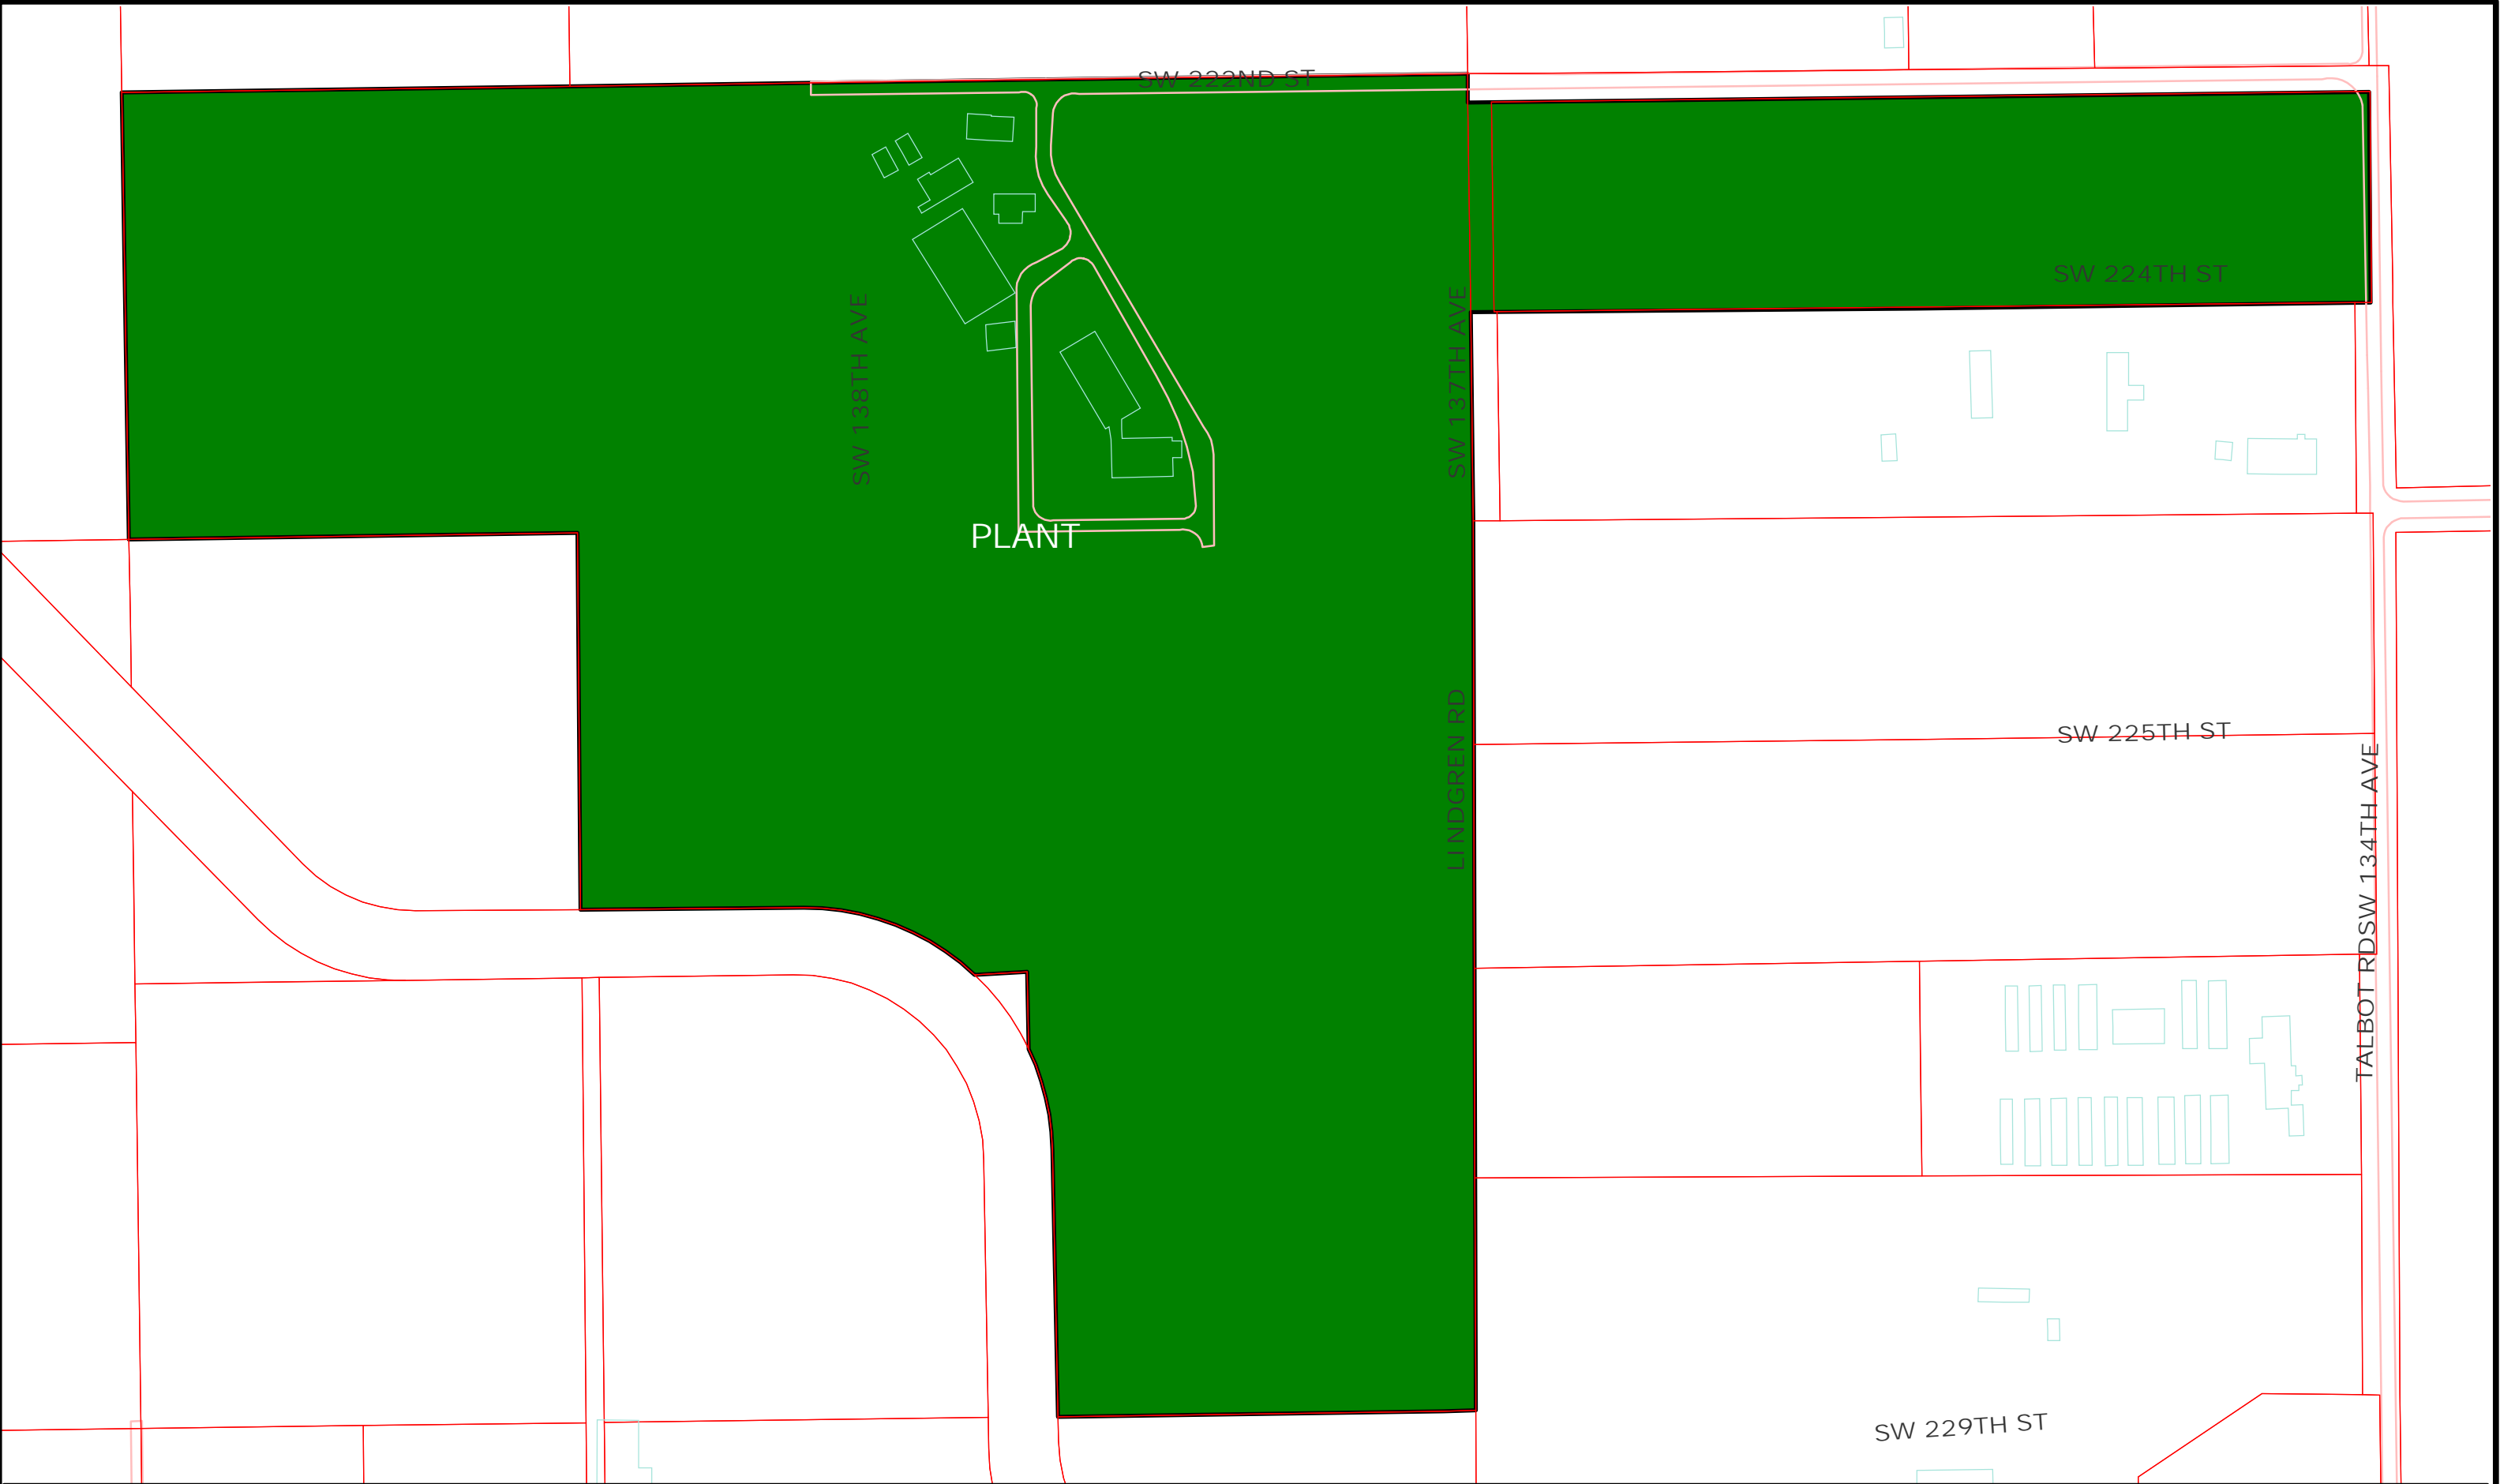 SW 222ND ST
SW 224TH ST
SW 138TH AVE
SW 137TH AVE
PLANT
LINDGREN RD
SW 225TH ST
TALBOT RD
SW 134TH AVE
SW 229TH ST